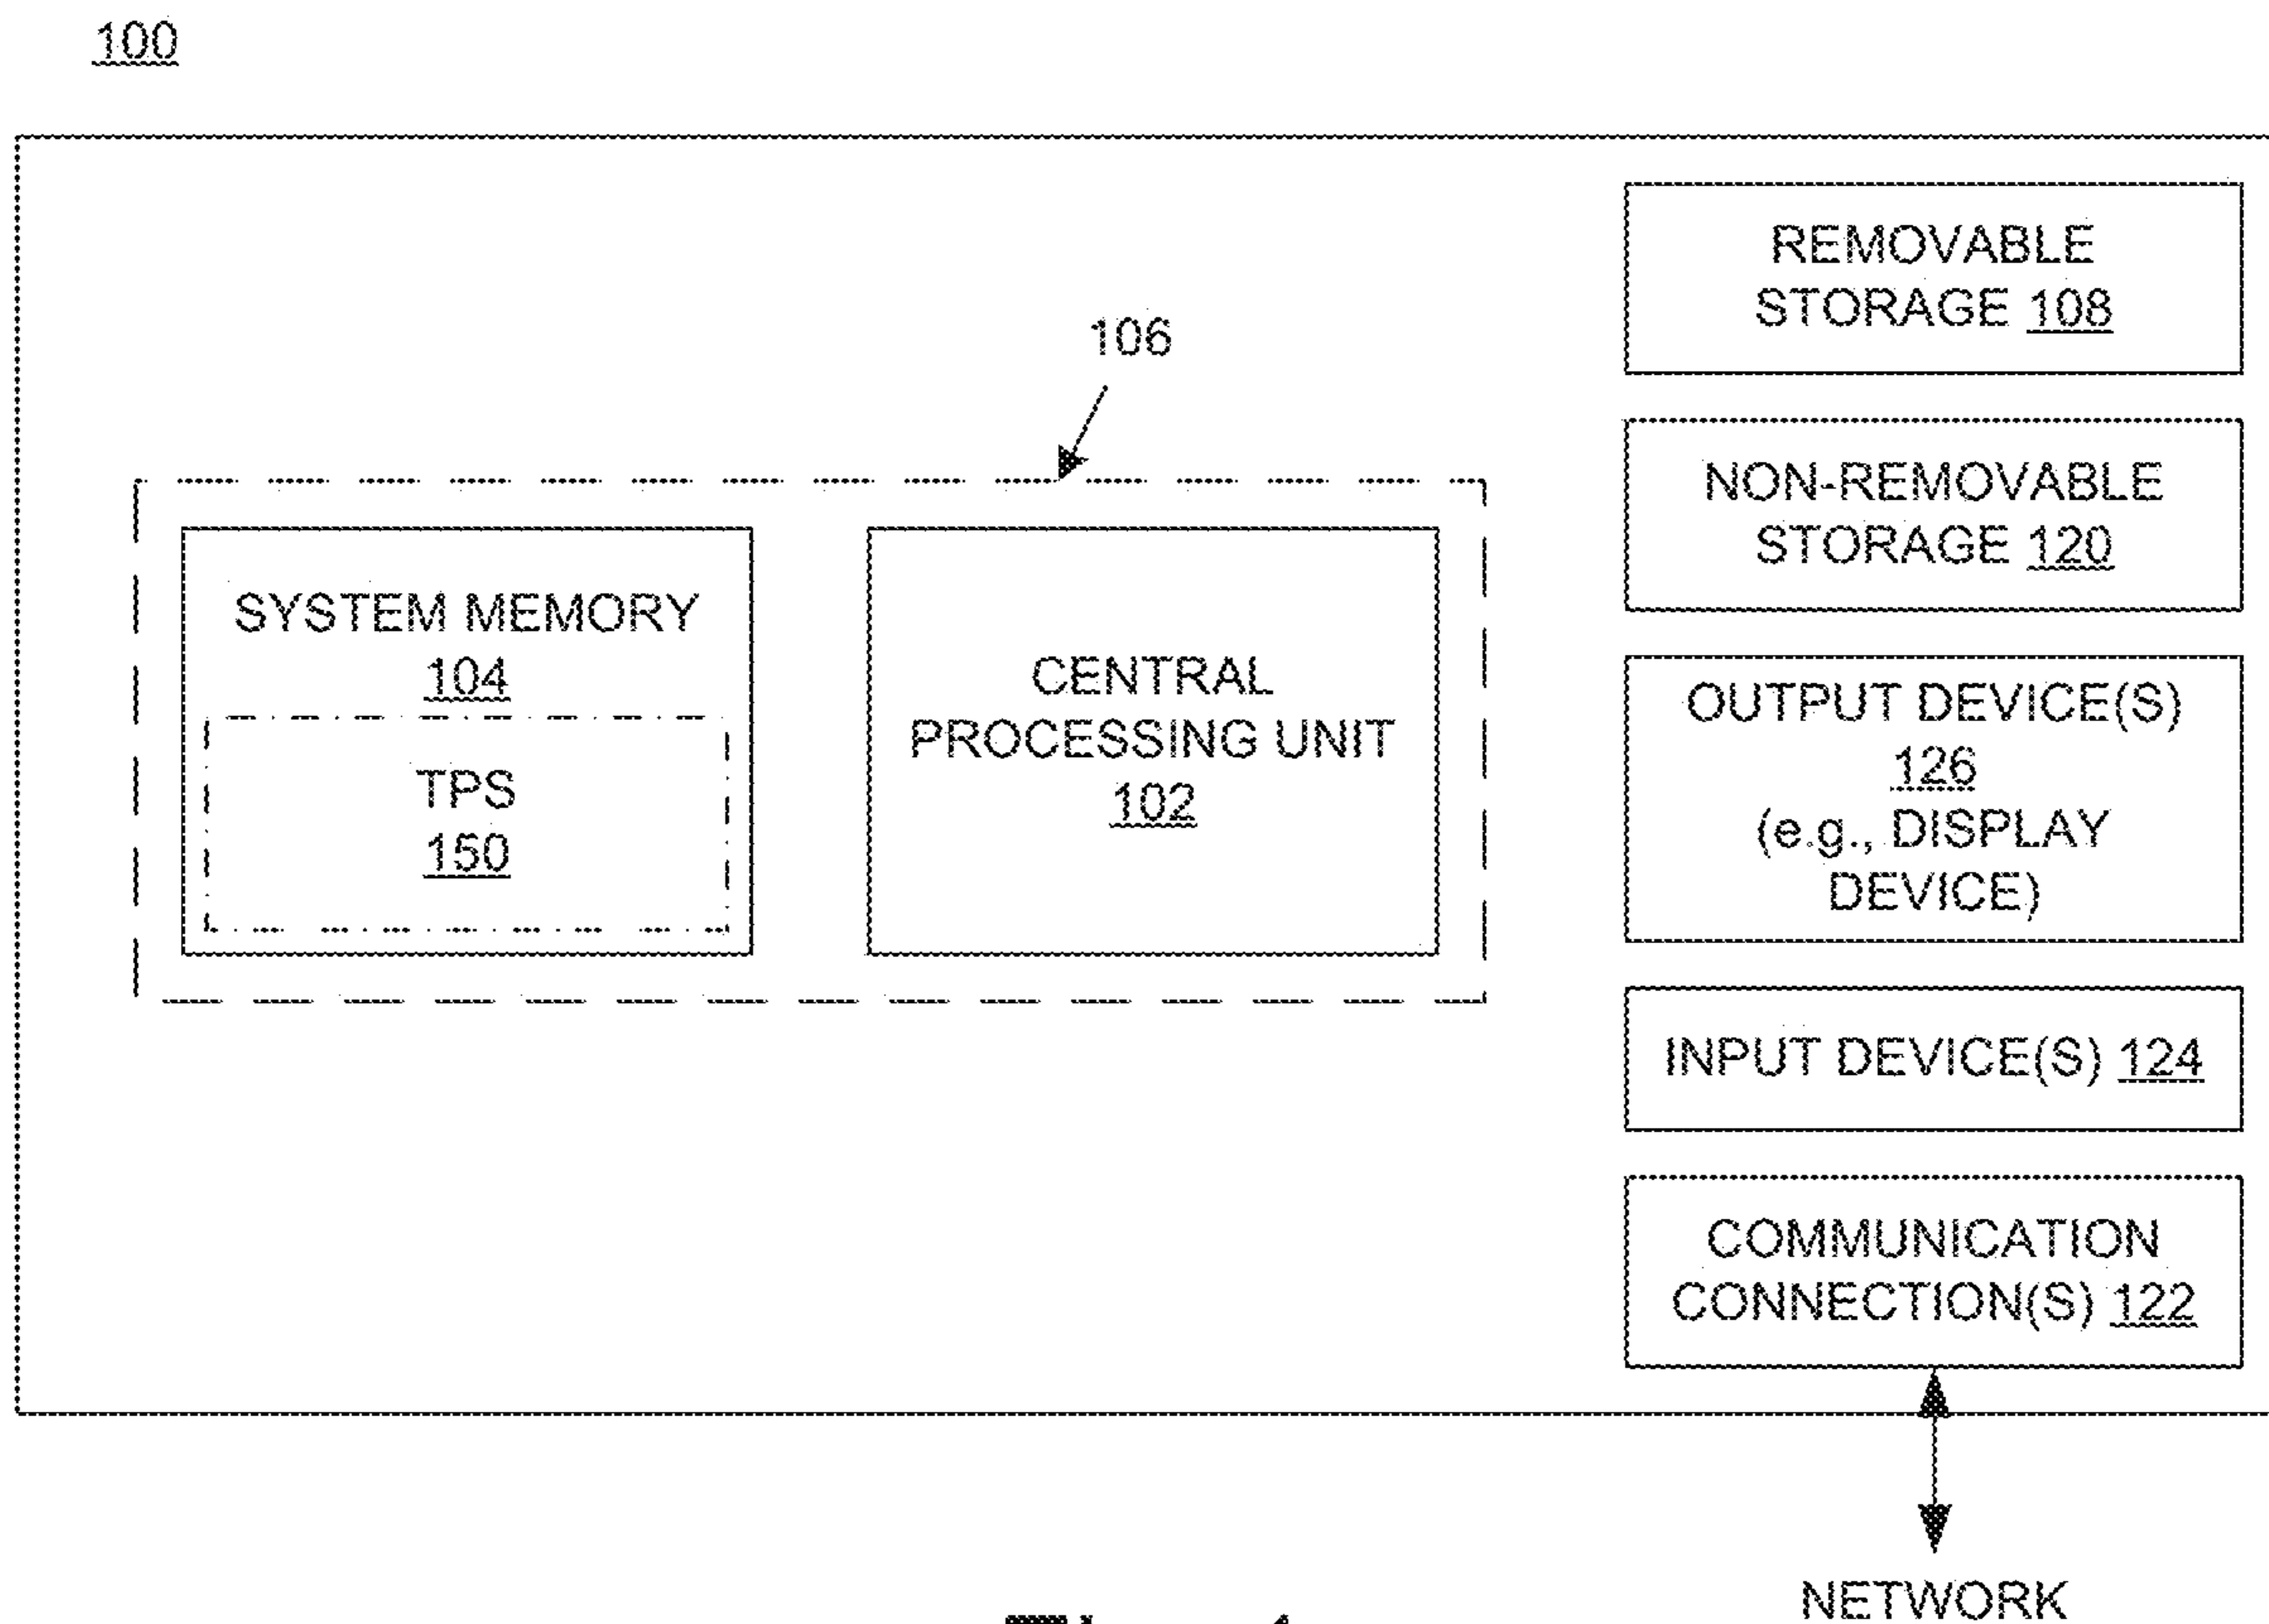 100
106
SYSTEM MEMORY
104
TPS
150
CENTRAL
PROCESSING UNIT
102
REMOVABLE
STORAGE 108
NON-REMOVABLE
STORAGE 120
OUTPUT DEVICE(S)
126
(e.g., DISPLAY
DEVICE)
INPUT DEVICE(S) 124
COMMUNICATION
CONNECTION(S) 122
NETWORK